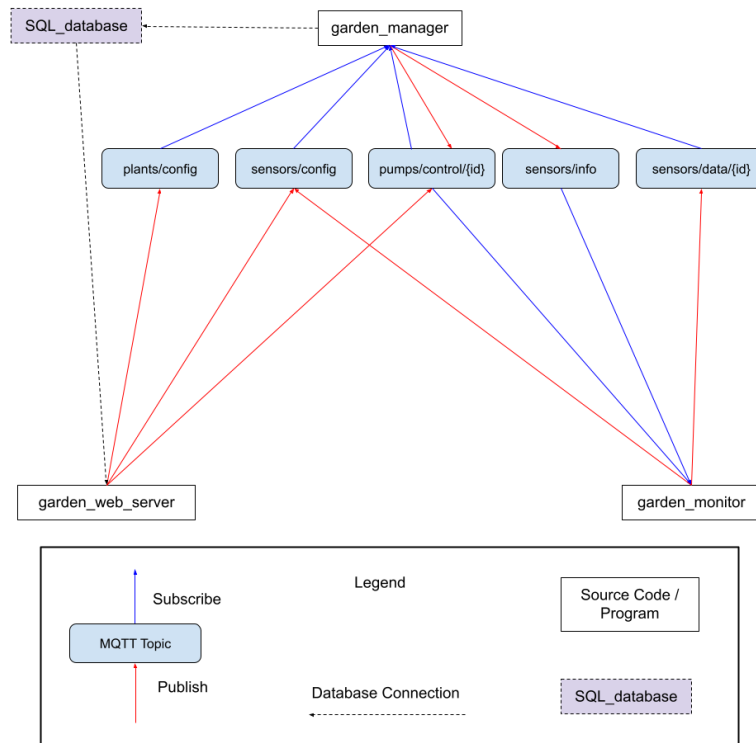 SQL_database
garden_manager
plants/config
sensors/config
pumps/control/{id}
sensors/info
sensors/data/{id}
garden_web_server
garden_monitor
Legend
Subscribe
MQTT Topic
Publish
Database Connection
Source Code /
Program
SQL_database